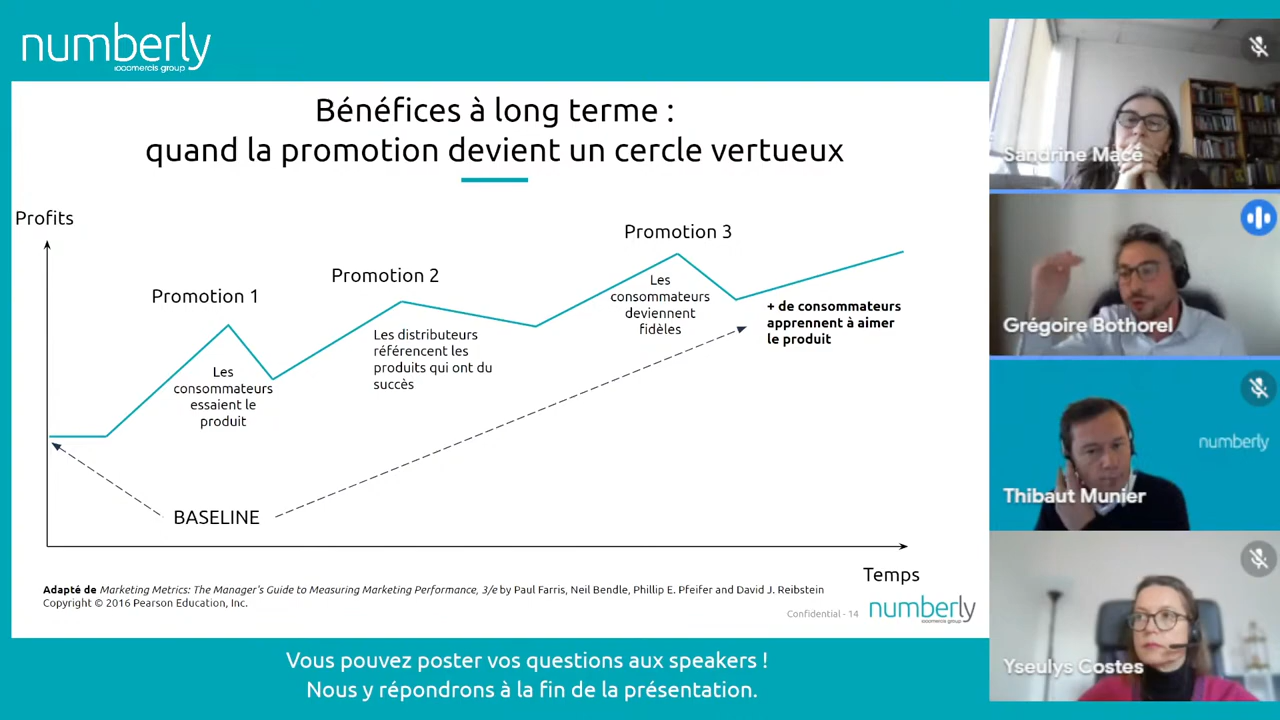 numberly
1000mercis group
Bénéfices à long terme :
quand la promotion devient un cercle vertueux
Profits
Promotion 1
Promotion 2
Promotion 3
Les
consommateurs
essaient le
produit
Les distributeurs
référencent les
produits qui ont du
succès
Les
consommateurs
deviennent
fidèles
+ de consommateurs
apprennent à aimer
le produit
BASELINE
Temps
Adapté de Marketing Metrics: The Manager's Guide to Measuring Marketing Performance, 3/e by Paul Farris, Neil Bendle, Phillip E. Pfeifer and David J. Reibstein
Copyright © 2016 Pearson Education, Inc.
Confidential - 14
numberly
1000mercis group
Vous pouvez poster vos questions aux speakers !
Nous y répondrons à la fin de la présentation.
Sandrine Macé
Grégoire Bothorel
numberly
Thibaut Munier
Yseulys Costes